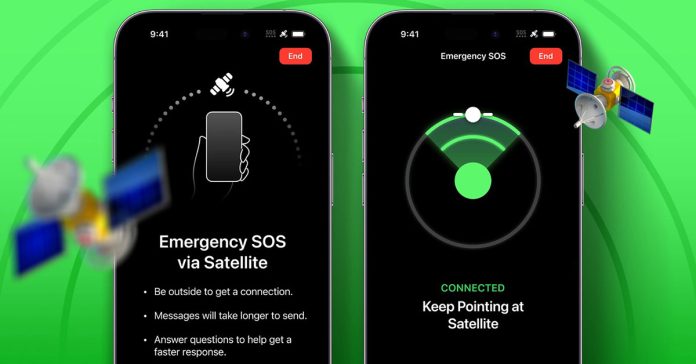 9:41
SOS
End
Emergency SOS
via Satellite
• Be outside to get a connection.
• Messages will take longer to send.
• Answer questions to help get a
faster response.
9:41
SOS
Emergency SOS
End
CONNECTED
Keep Pointing at
Satellite